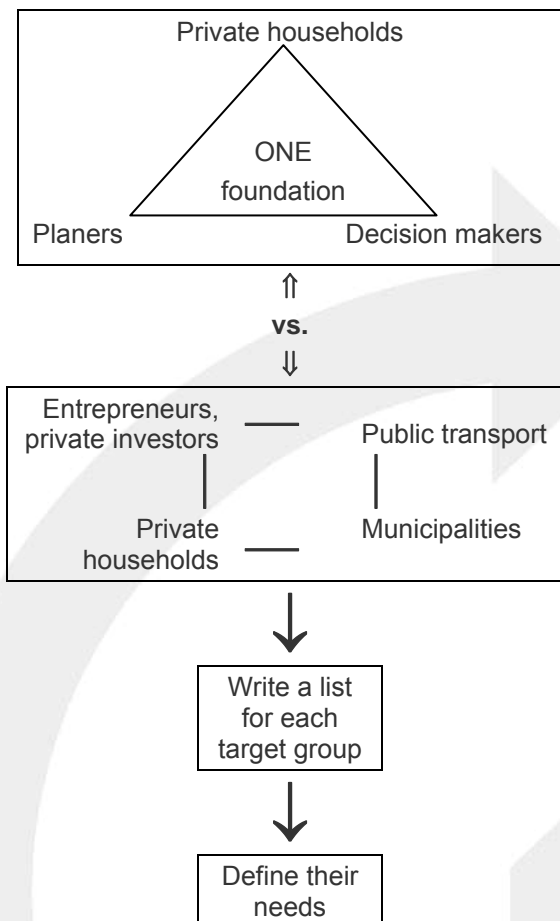 Private households
ONE
foundation
Planers
Decision makers
⇑
vs.
⇓
Entrepreneurs,
private investors
Public transport
Private
households
Municipalities
Write a list
for each
target group
Define their
needs